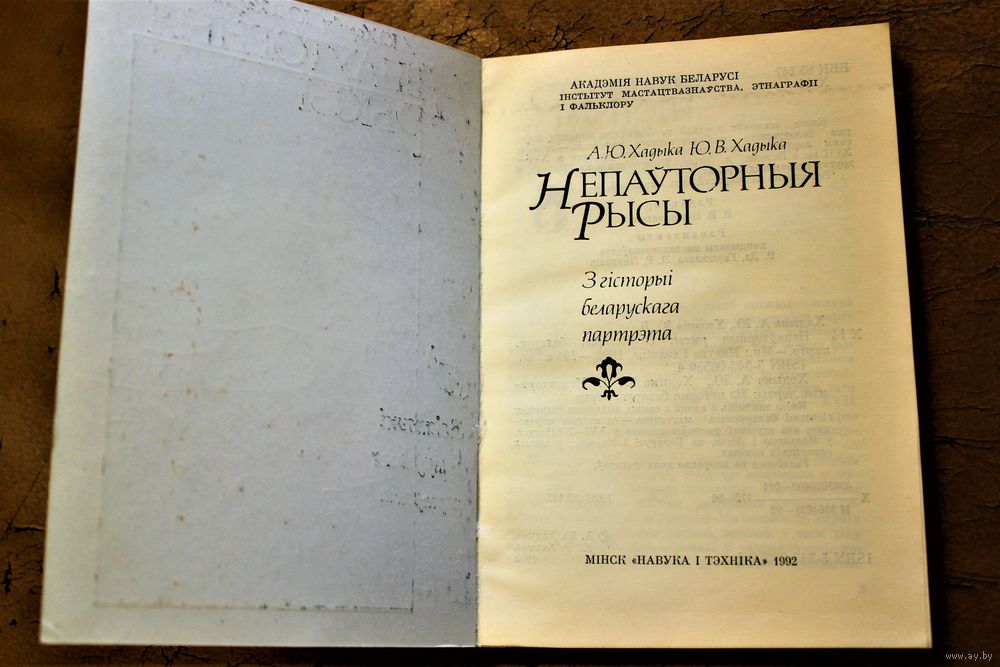 АКАДЭМІЯ НАВУК БЕЛАРУСІ
ІНСТЫТУТ МАСТАЦТВАЗНАЎСТВА, ЭТНАГРАФІІ
І ФАЛЬКЛОРУ
А. Ю. Хадыка Ю. В. Хадыка
НЕПАЎТОРНЫЯ
РЫСЫ
З гісторыі
беларускага
партрэта
МІНСК «НАВУКА І ТЭХНІКА» 1992
www.ay.by